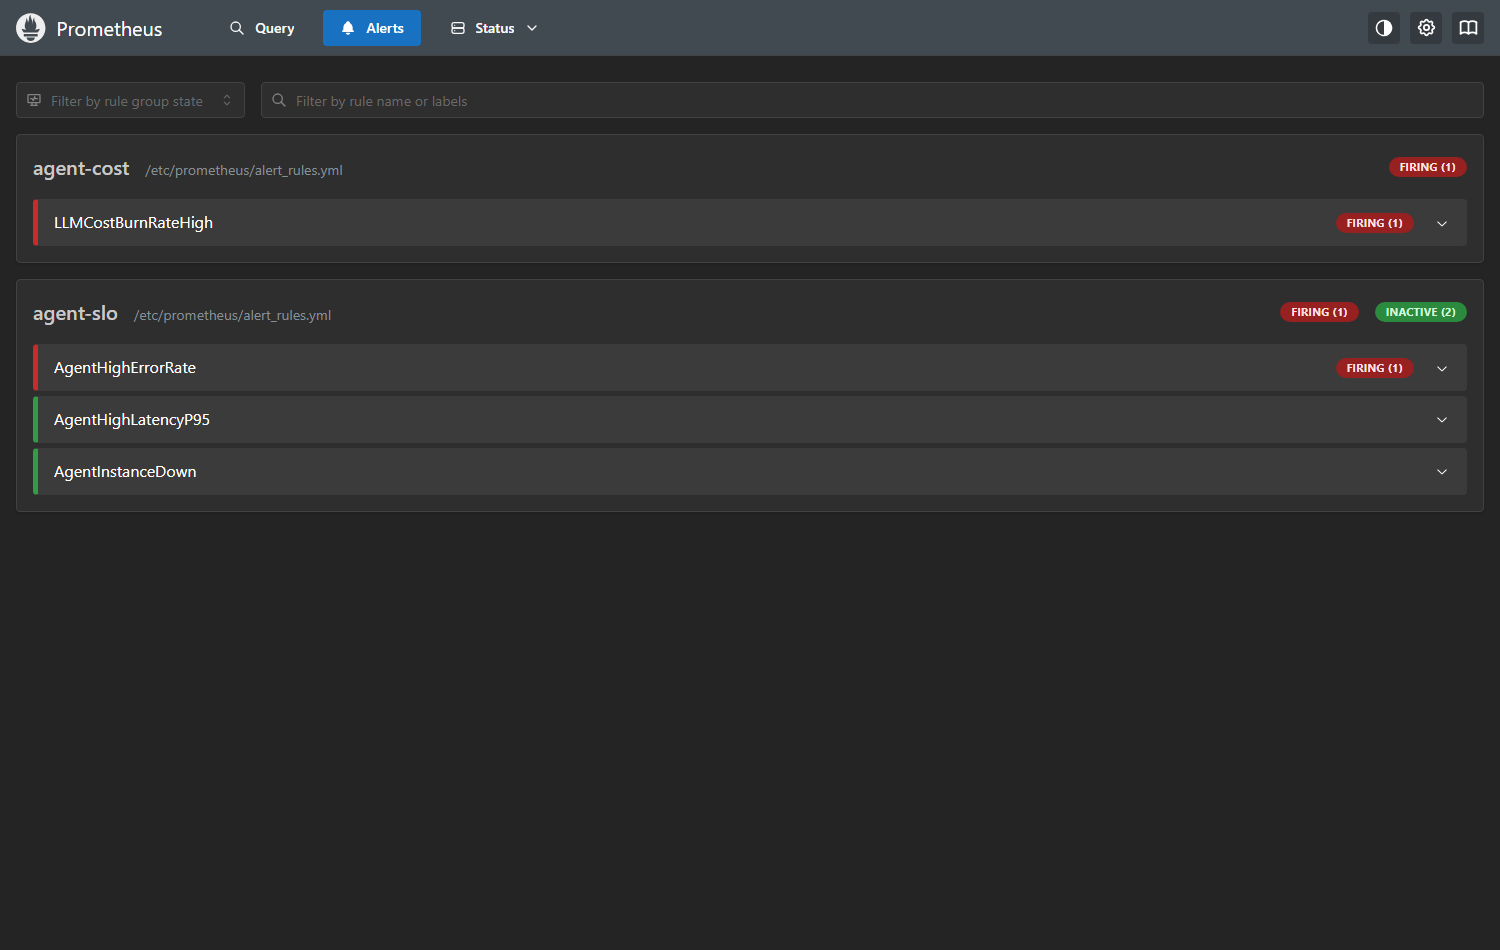 Prometheus Query Alerts Status
Filter by rule group state Filter by rule name or labels
agent-cost /etc/prometheus/alert_rules.yml FIRING (1)
LLMCostBurnRateHigh FIRING (1)
agent-slo /etc/prometheus/alert_rules.yml FIRING (1) INACTIVE (2)
AgentHighErrorRate FIRING (1)
AgentHighLatencyP95
AgentInstanceDown